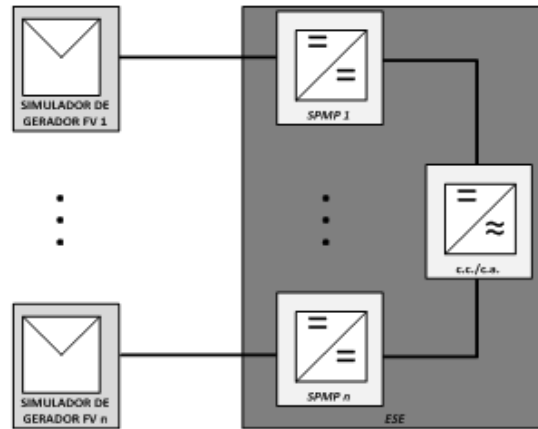 SIMULADOR DE
GERADOR FV 1
SPMP 1
c.c./c.a.
SIMULADOR DE
GERADOR FV n
SPMP n
ESE